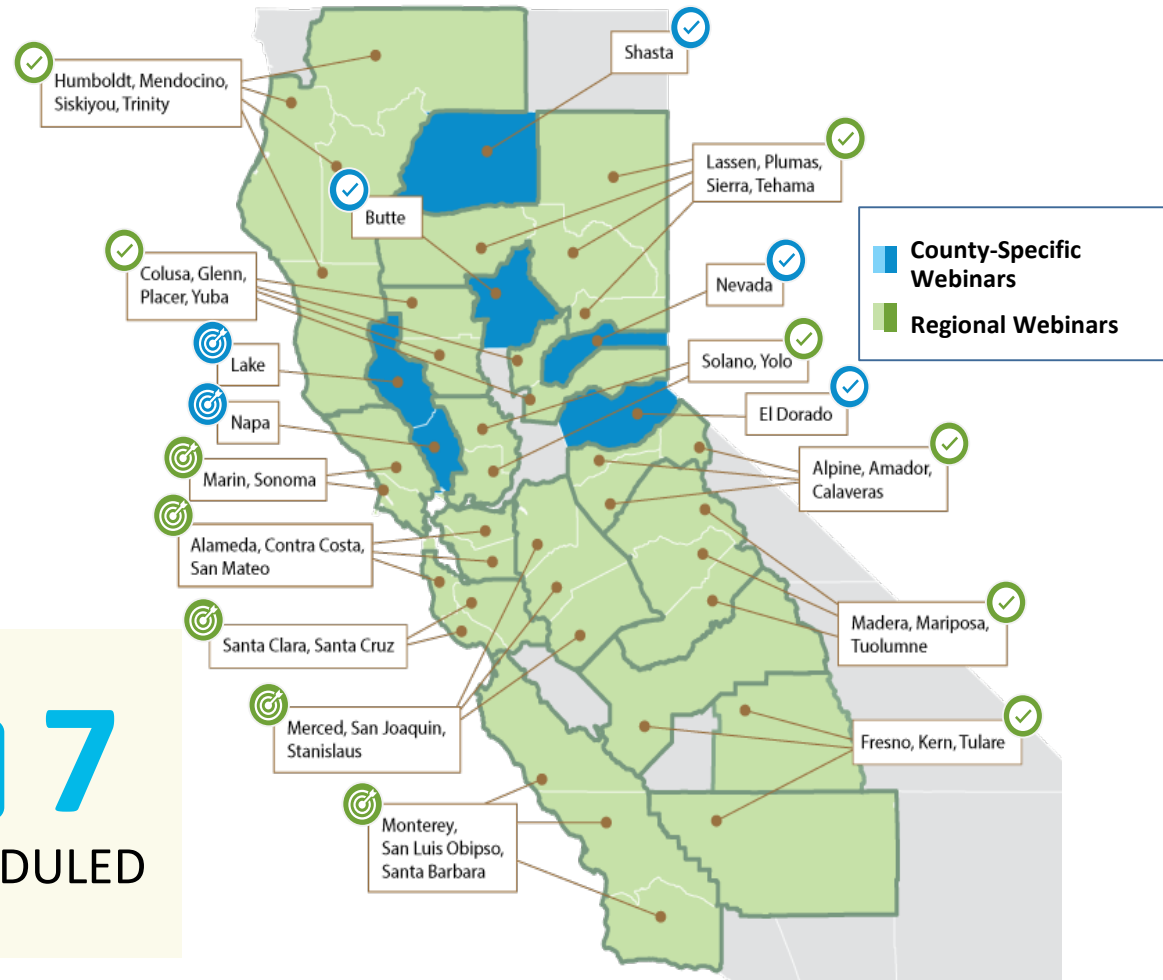 Shasta
Humboldt, Mendocino,
Siskiyou, Trinity
Lassen, Plumas,
Sierra, Tehama
Butte
County-Specific
Webinars
Regional Webinars
Colusa, Glenn,
Placer, Yuba
Nevada
Solano, Yolo
Lake
Napa
El Dorado
Marin, Sonoma
Alpine, Amador,
Calaveras
Alameda, Contra Costa,
San Mateo
Madera, Mariposa,
Tuolumne
Santa Clara, Santa Cruz
7
DULED
Merced, San Joaquin,
Stanislaus
Fresno, Kern, Tulare
Monterey,
San Luis Obipso,
Santa Barbara